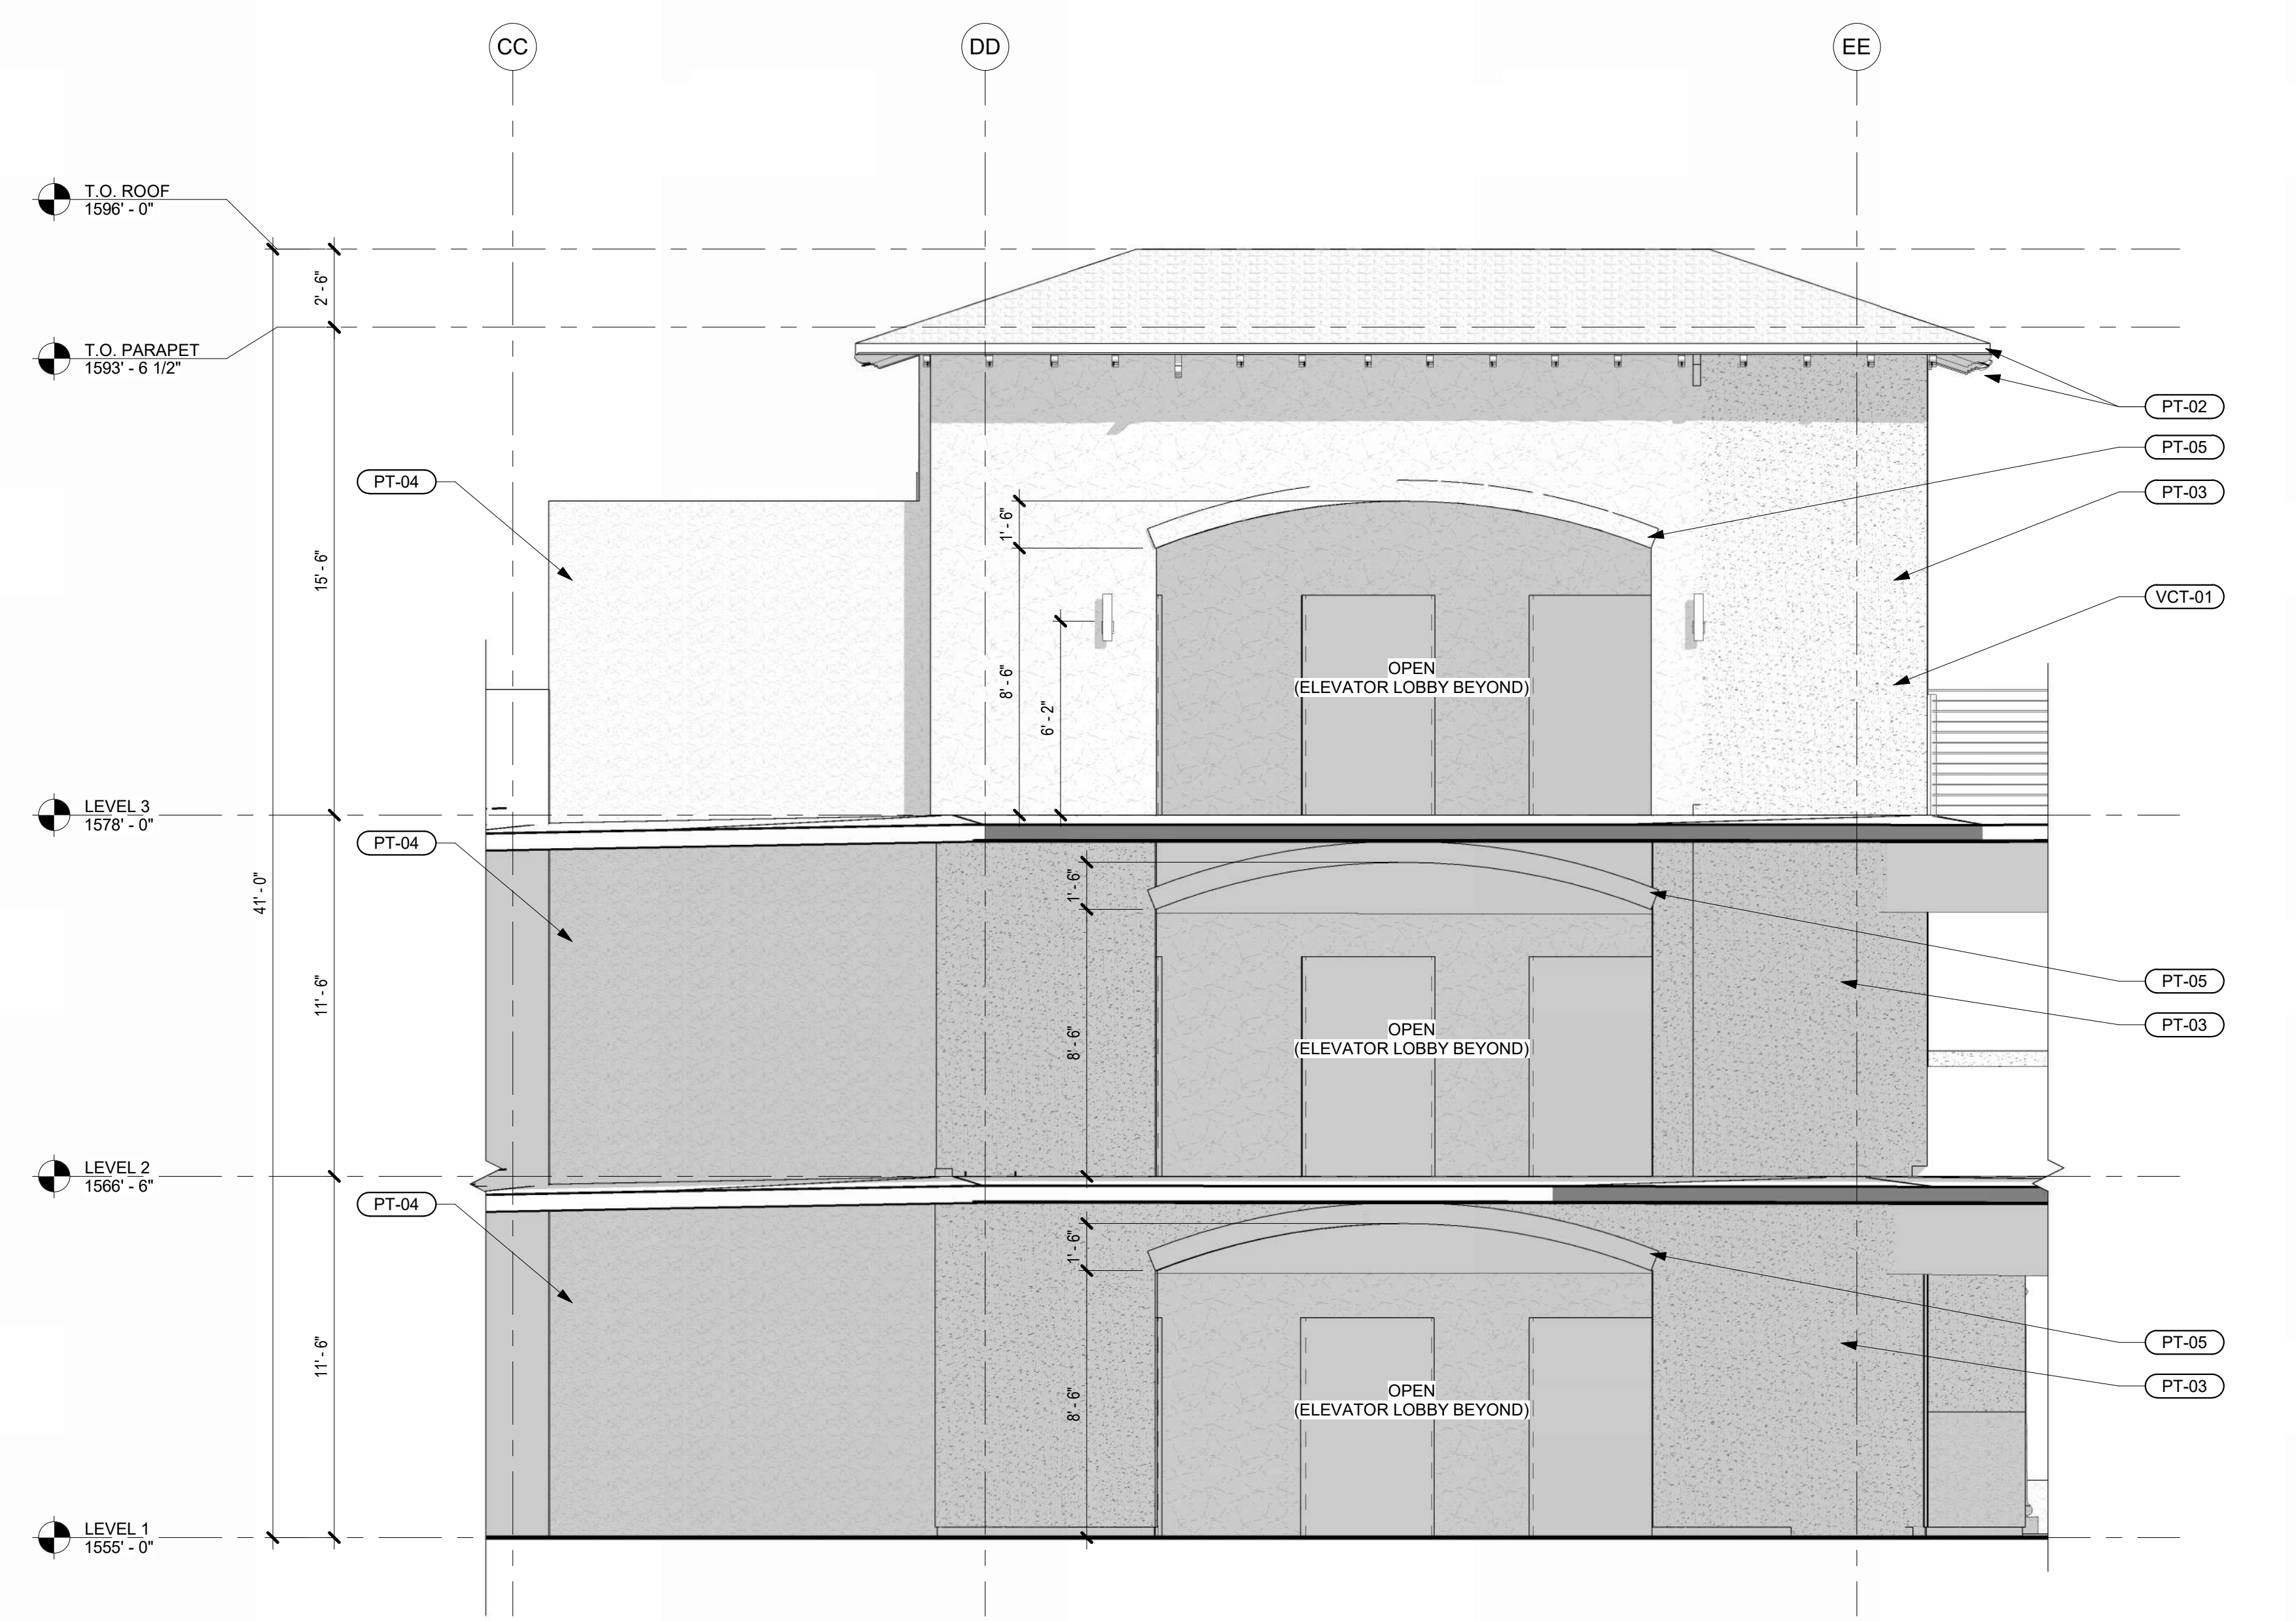 CC
DD
EE
T.O. ROOF
1596' - 0"
2' - 6"
T.O. PARAPET
1593' - 6 1/2"
PT-02
PT-05
PT-04
PT-03
1' - 6"
15' - 6"
VCT-01
OPEN
(ELEVATOR LOBBY BEYOND)
8' - 6"
6' - 2"
LEVEL 3
1578' - 0"
PT-04
1' - 6"
41' - 0"
PT-05
11' - 6"
PT-03
OPEN
(ELEVATOR LOBBY BEYOND)
8' - 6"
LEVEL 2
1566' - 6"
PT-04
1' - 6"
PT-05
11' - 6"
PT-03
OPEN
(ELEVATOR LOBBY BEYOND)
8' - 6"
LEVEL 1
1555' - 0"